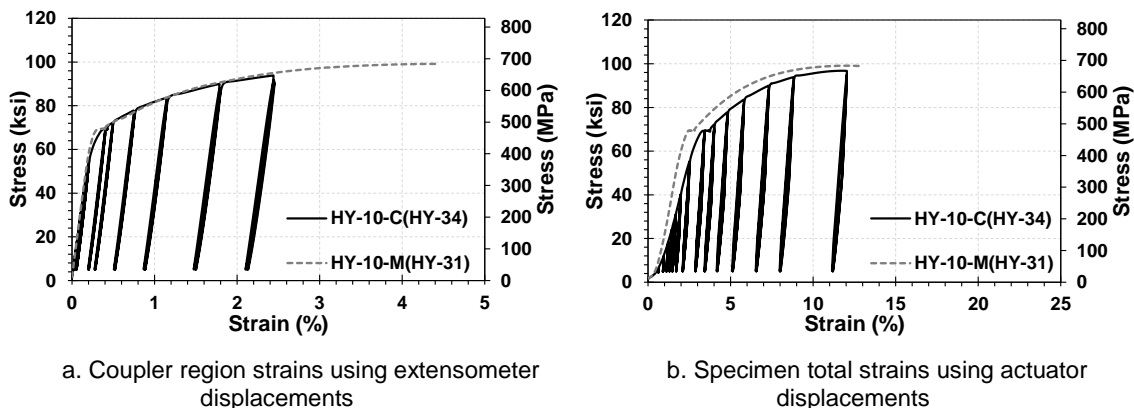 120
100
80
60
40
20
0
Stress (ksi)
800
700
600
500
400
300
200
100
0
Stress (MPa)
HY-10-C(HY-34)
HY-10-M(HY-31)
0 1 2 3 4 5
Strain (%)
a. Coupler region strains using extensometer
displacements
120
100
80
60
40
20
0
Stress (ksi)
800
700
600
500
400
300
200
100
0
Stress (MPa)
HY-10-C(HY-34)
HY-10-M(HY-31)
0 5 10 15 20 25
Strain (%)
b. Specimen total strains using actuator
displacements